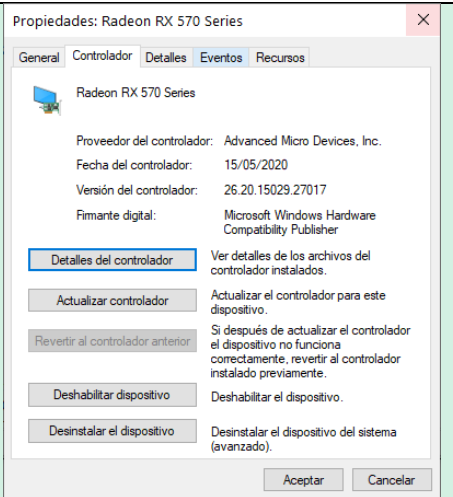 Propiedades: Radeon RX 570 Series
General Controlador Detalles Eventos Recursos
Radeon RX 570 Series
Proveedor del controlador: Advanced Micro Devices, Inc.
Fecha del controlador: 15/05/2020
Versión del controlador: 26.20.15029.27017
Firmante digital: Microsoft Windows Hardware
Compatibility Publisher
Detalles del controlador
Ver detalles de los archivos del
controlador instalados.
Actualizar controlador
Actualizar el controlador para este
dispositivo.
Revertir al controlador anterior
Si después de actualizar el controlador
el dispositivo no funciona
correctamente, revertir al controlador
instalado previamente.
Deshabilitar dispositivo
Deshabilitar el dispositivo.
Desinstalar el dispositivo
Desinstalar el dispositivo del sistema
(avanzado).
Aceptar Cancelar